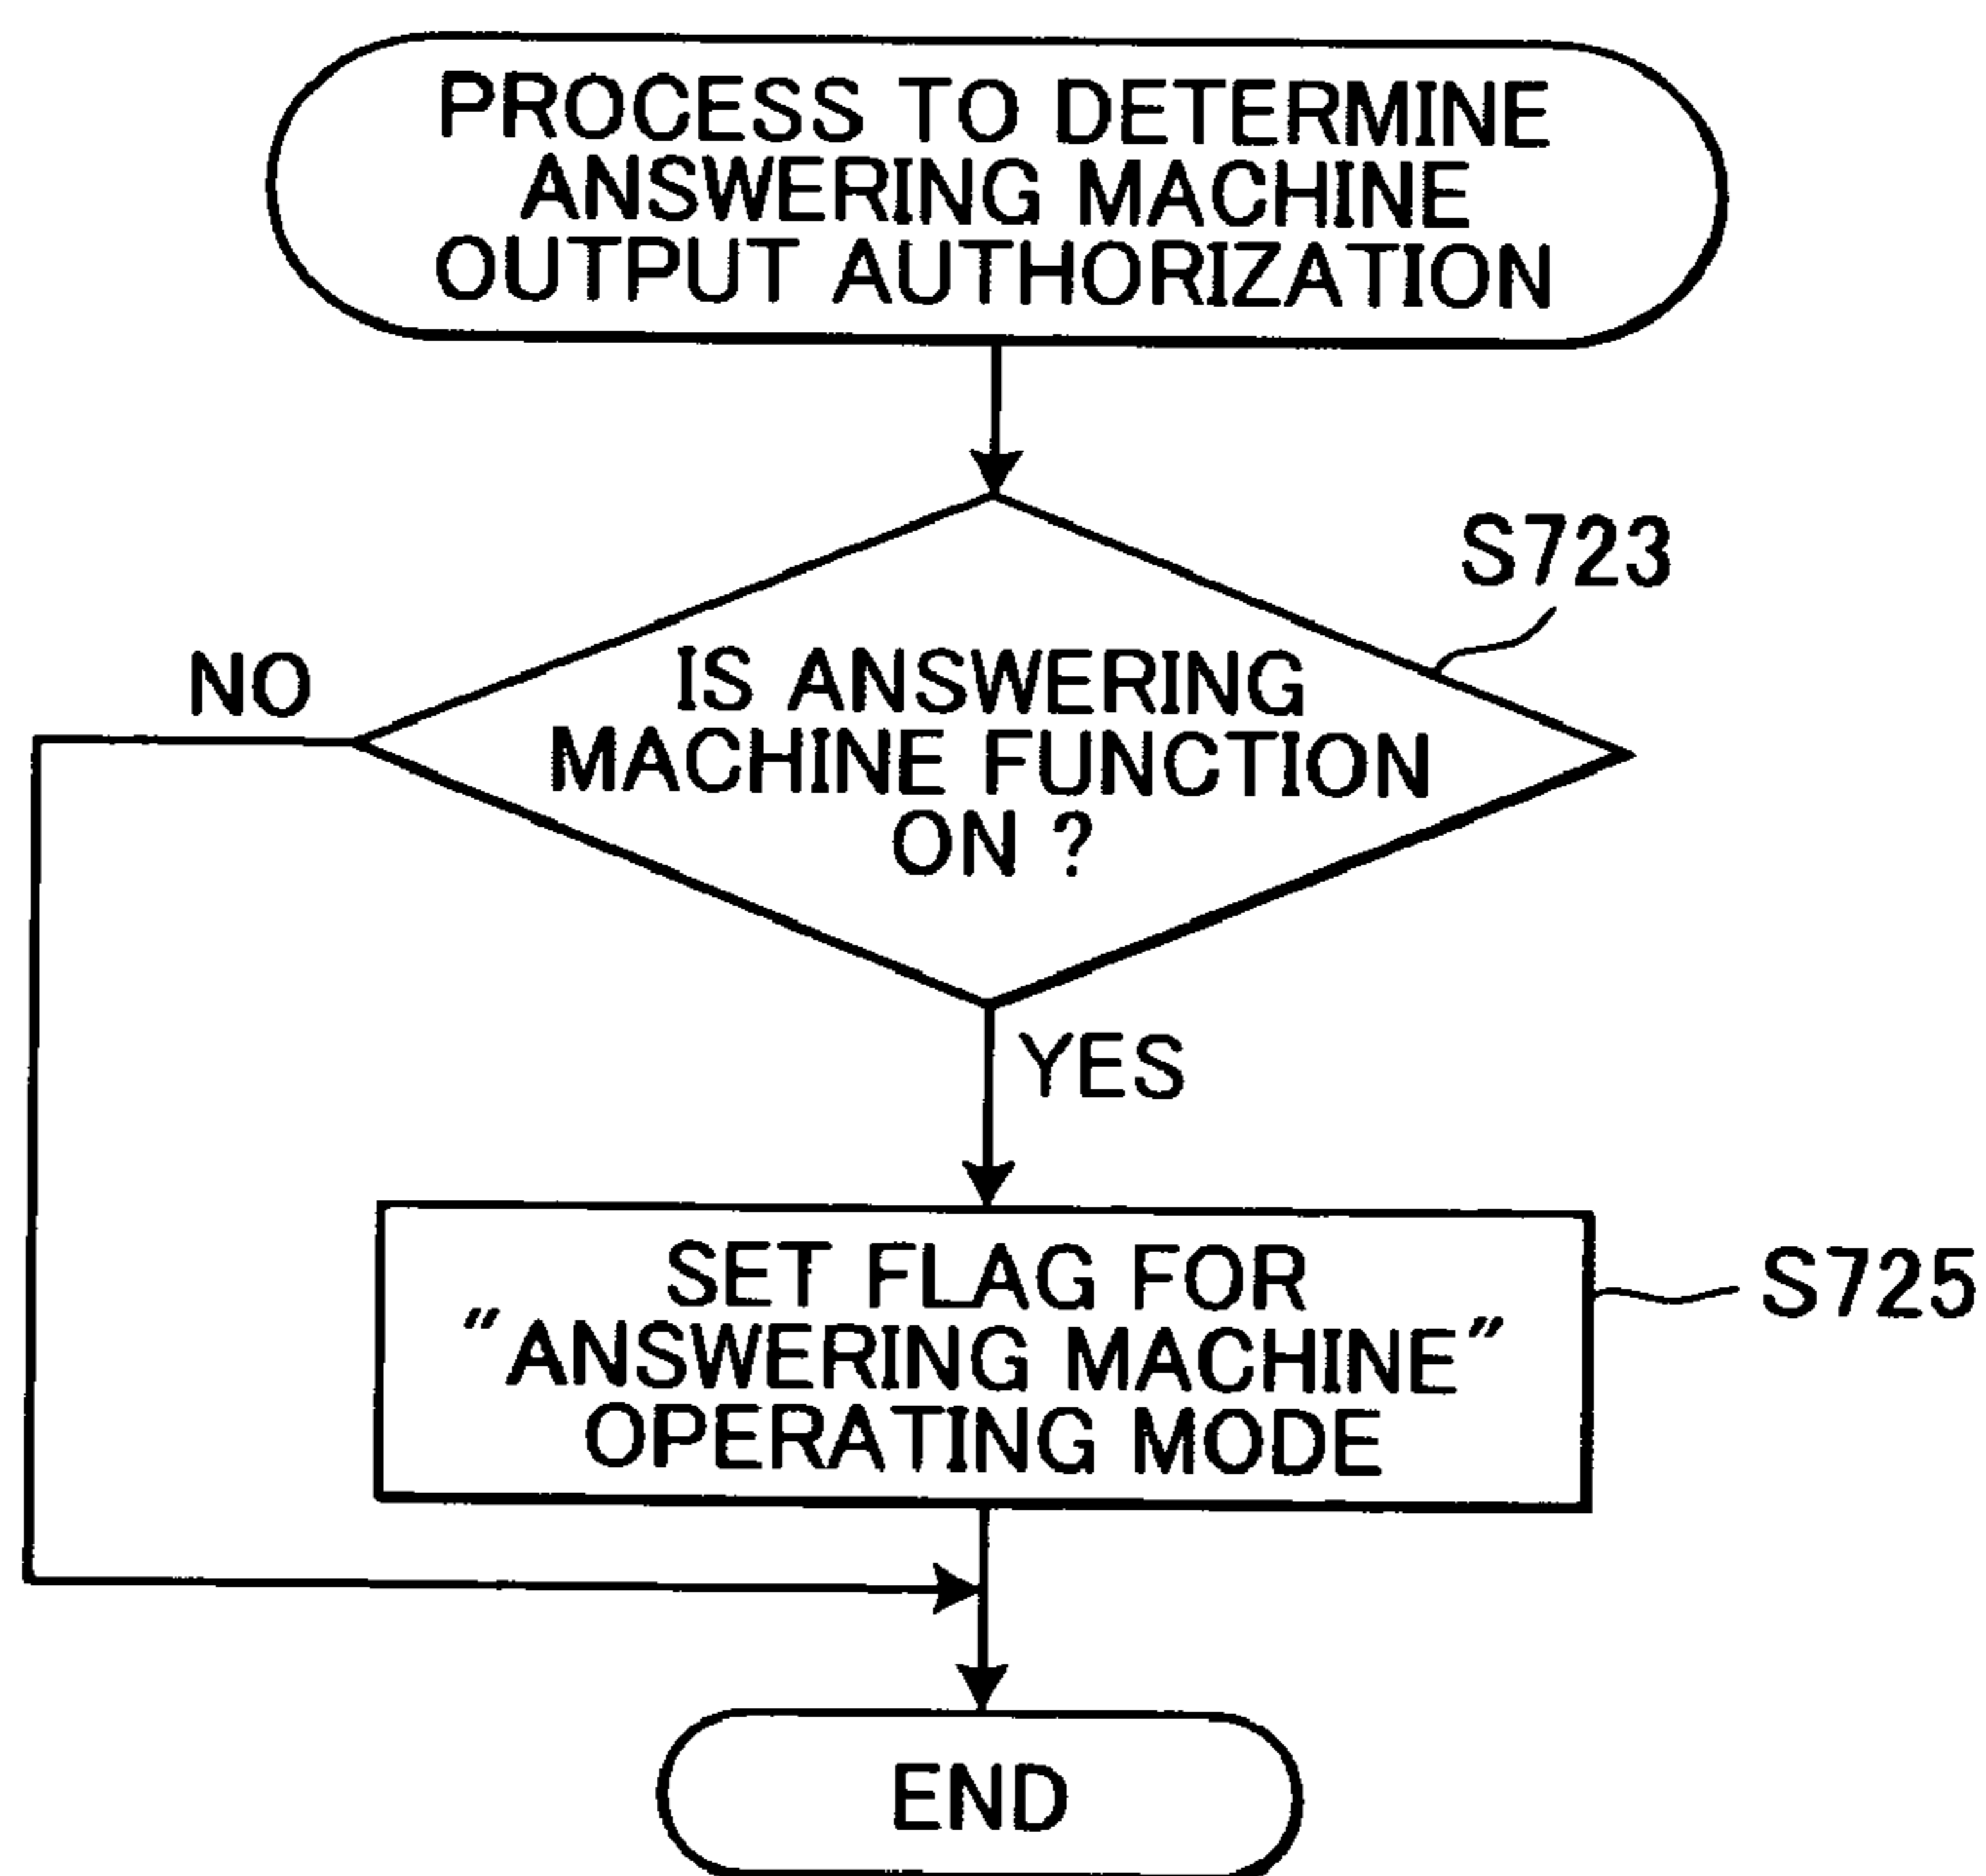 PROCESS TO DETERMINE
ANSWERING MACHINE
OUTPUT AUTHORIZATION
S723
NO
IS ANSWERING
MACHINE FUNCTION
ON ?
YES
SET FLAG FOR
"ANSWERING MACHINE"
OPERATING MODE
S725
END